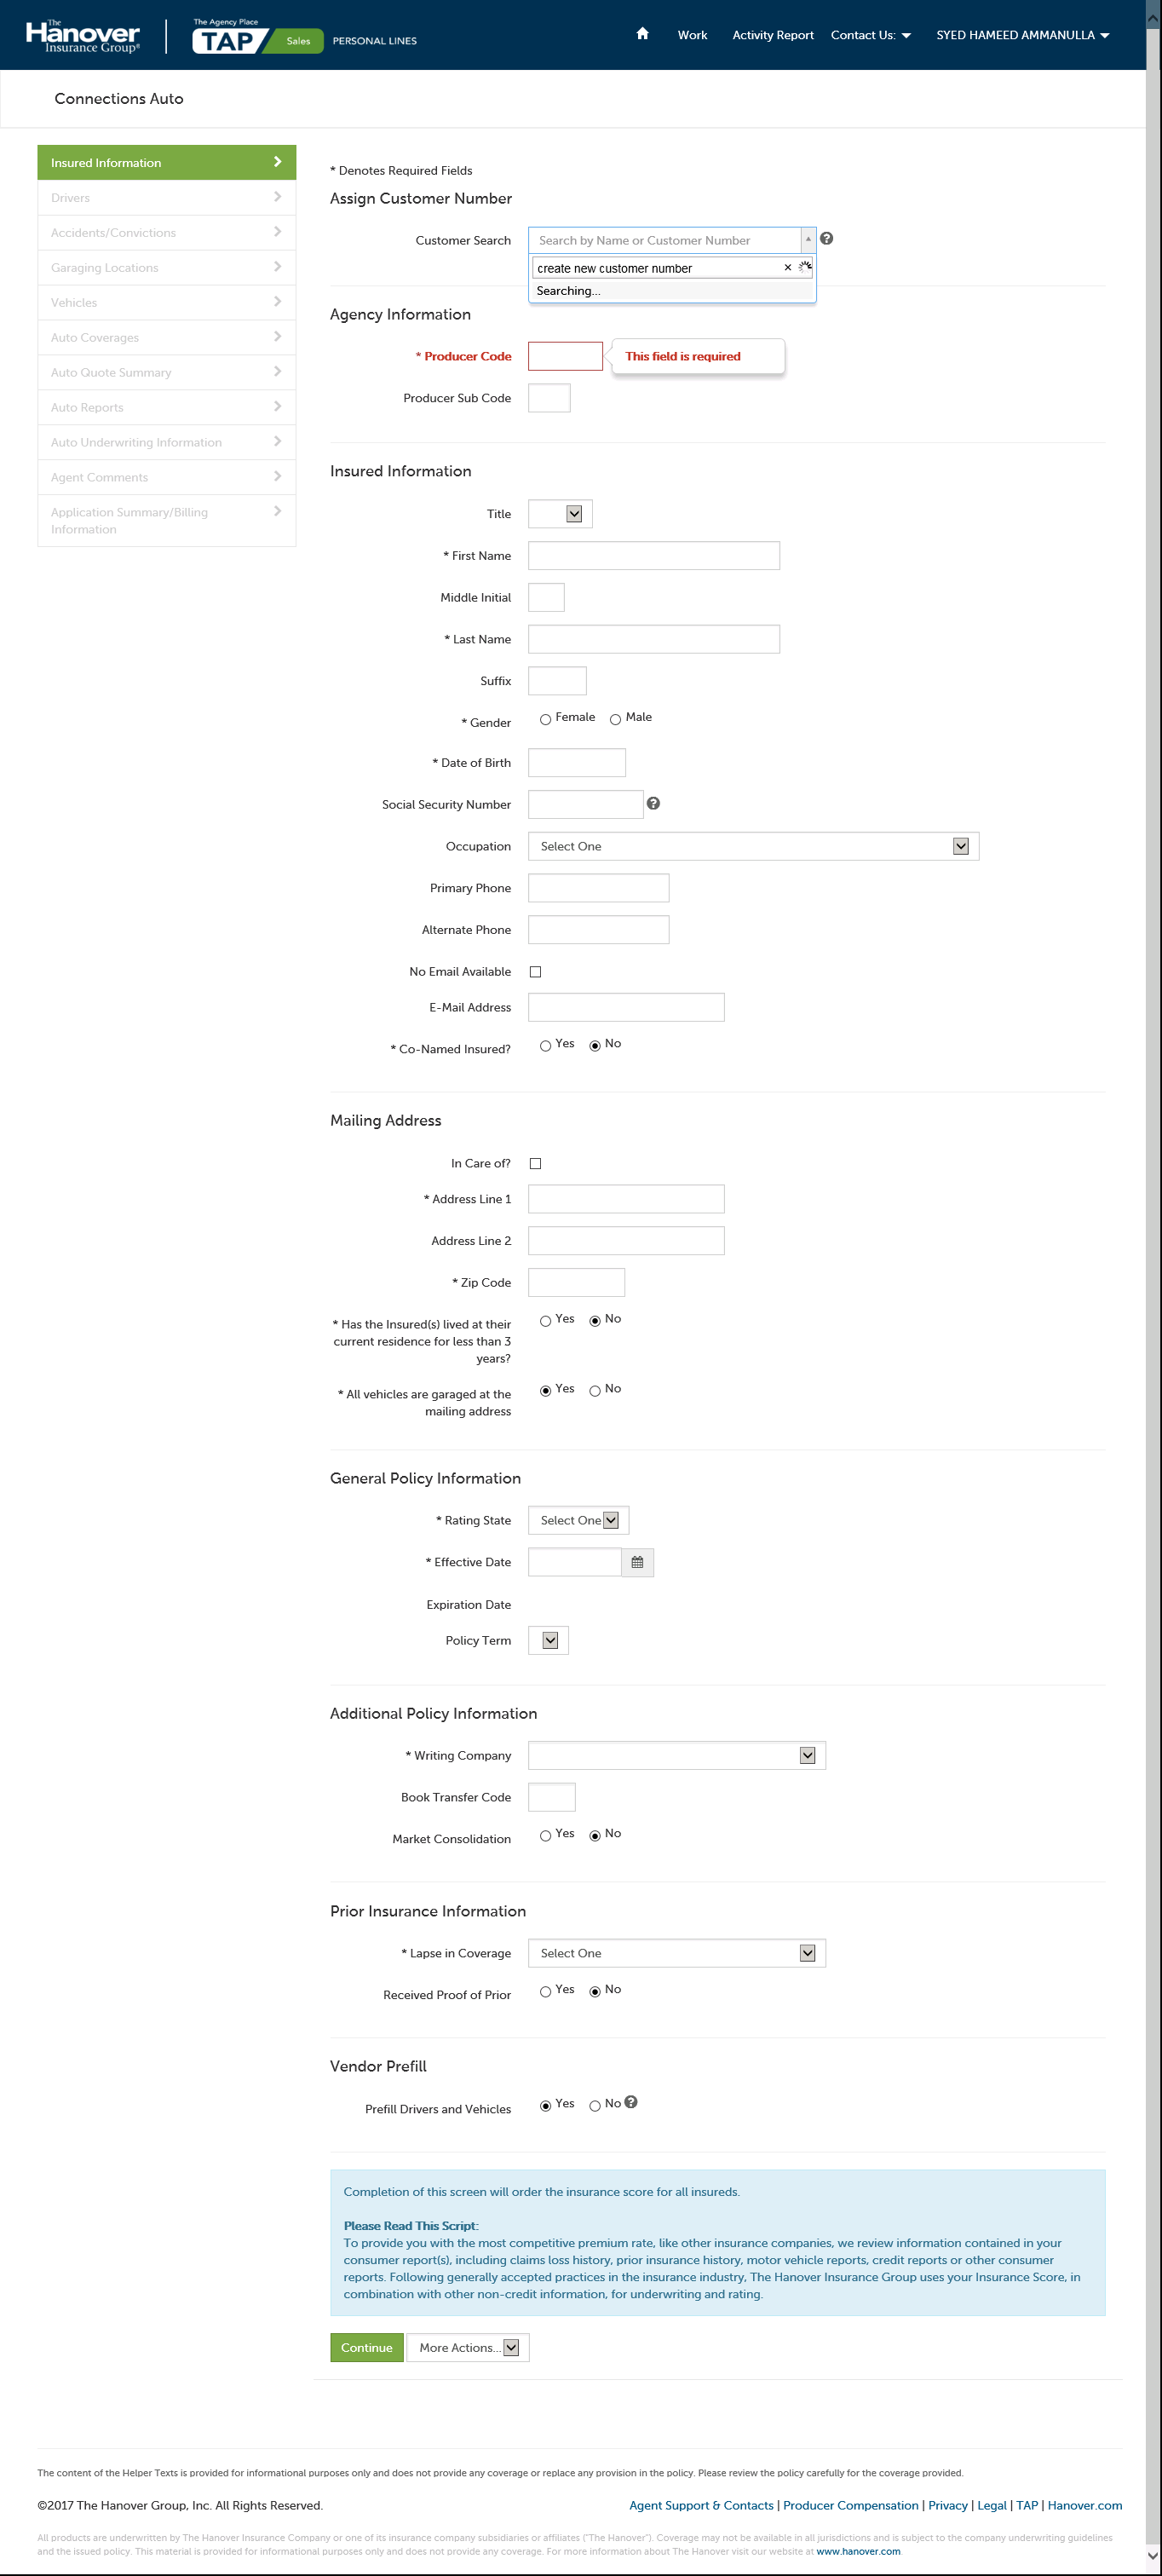 The
Hanover
Insurance Group®
The Agency Place
TAP Sales PERSONAL LINES
Work Activity Report Contact Us: SYED HAMEED AMMANULLA
Connections Auto
Insured Information
Drivers
Accidents/Convictions
Garaging Locations
Vehicles
Auto Coverages
Auto Quote Summary
Auto Reports
Auto Underwriting Information
Agent Comments
Application Summary/Billing
Information
* Denotes Required Fields
Assign Customer Number
Customer Search Search by Name or Customer Number
create new customer number ×
Searching...
Agency Information
* Producer Code This field is required
Producer Sub Code
Insured Information
Title
* First Name
Middle Initial
* Last Name
Suffix
* Gender Female Male
* Date of Birth
Social Security Number
Occupation Select One
Primary Phone
Alternate Phone
No Email Available
E-Mail Address
* Co-Named Insured? Yes No
Mailing Address
In Care of?
* Address Line 1
Address Line 2
* Zip Code
* Has the Insured(s) lived at their Yes No
current residence for less than 3
years?
* All vehicles are garaged at the Yes No
mailing address
General Policy Information
* Rating State Select One
* Effective Date
Expiration Date
Policy Term
Additional Policy Information
* Writing Company
Book Transfer Code
Market Consolidation Yes No
Prior Insurance Information
* Lapse in Coverage Select One
Received Proof of Prior Yes No
Vendor Prefill
Prefill Drivers and Vehicles Yes No
Completion of this screen will order the insurance score for all insureds.
Please Read This Script:
To provide you with the most competitive premium rate, like other insurance companies, we review information contained in your
consumer report(s), including claims loss history, prior insurance history, motor vehicle reports, credit reports or other consumer
reports. Following generally accepted practices in the insurance industry, The Hanover Insurance Group uses your Insurance Score, in
combination with other non-credit information, for underwriting and rating.
Continue More Actions...
The content of the Helper Texts is provided for informational purposes only and does not provide any coverage or replace any provision in the policy. Please review the policy carefully for the coverage provided.
©2017 The Hanover Group, Inc. All Rights Reserved. Agent Support & Contacts | Producer Compensation | Privacy | Legal | TAP | Hanover.com
All products are underwritten by The Hanover Insurance Company or one of its insurance company subsidiaries or affiliates ("The Hanover"). Coverage may not be available in all jurisdictions and is subject to the company underwriting guidelines
and the issued policy. This material is provided for informational purposes only and does not provide any coverage. For more information about The Hanover visit our website at www.hanover.com